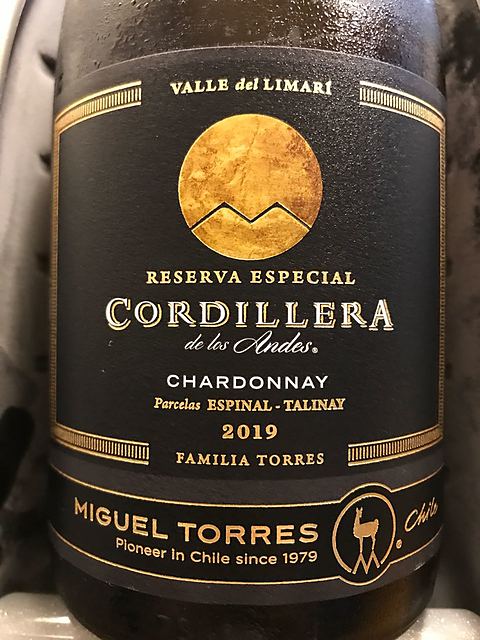 VALLE del LIMARÍ
RESERVA ESPECIAL
CORDILLERA
de los Andes®
CHARDONNAY
Parcelas ESPINAL - TALINAY
2019
FAMILIA TORRES
MIGUEL TORRES
Pioneer in Chile since 1979
® Chile